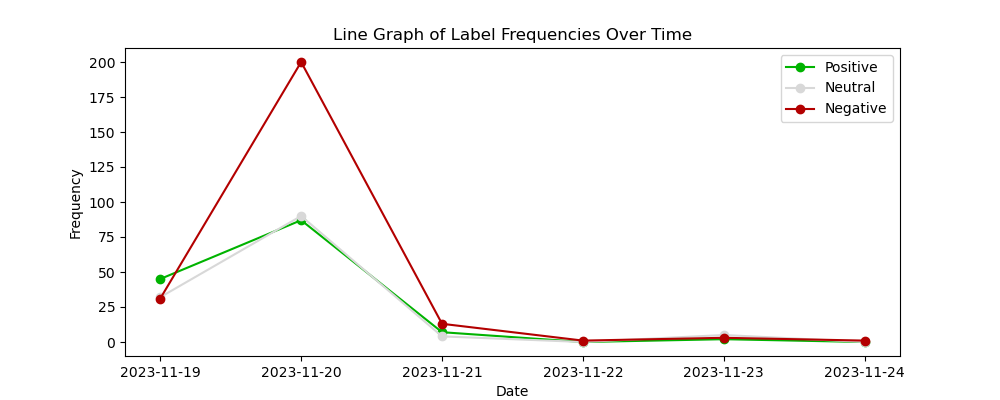 Line Graph of Label Frequencies Over Time
Positive
Neutral
Negative
Frequency
200
175
150
125
100
75
50
25
0
2023-11-19 2023-11-20 2023-11-21 2023-11-22 2023-11-23 2023-11-24
Date